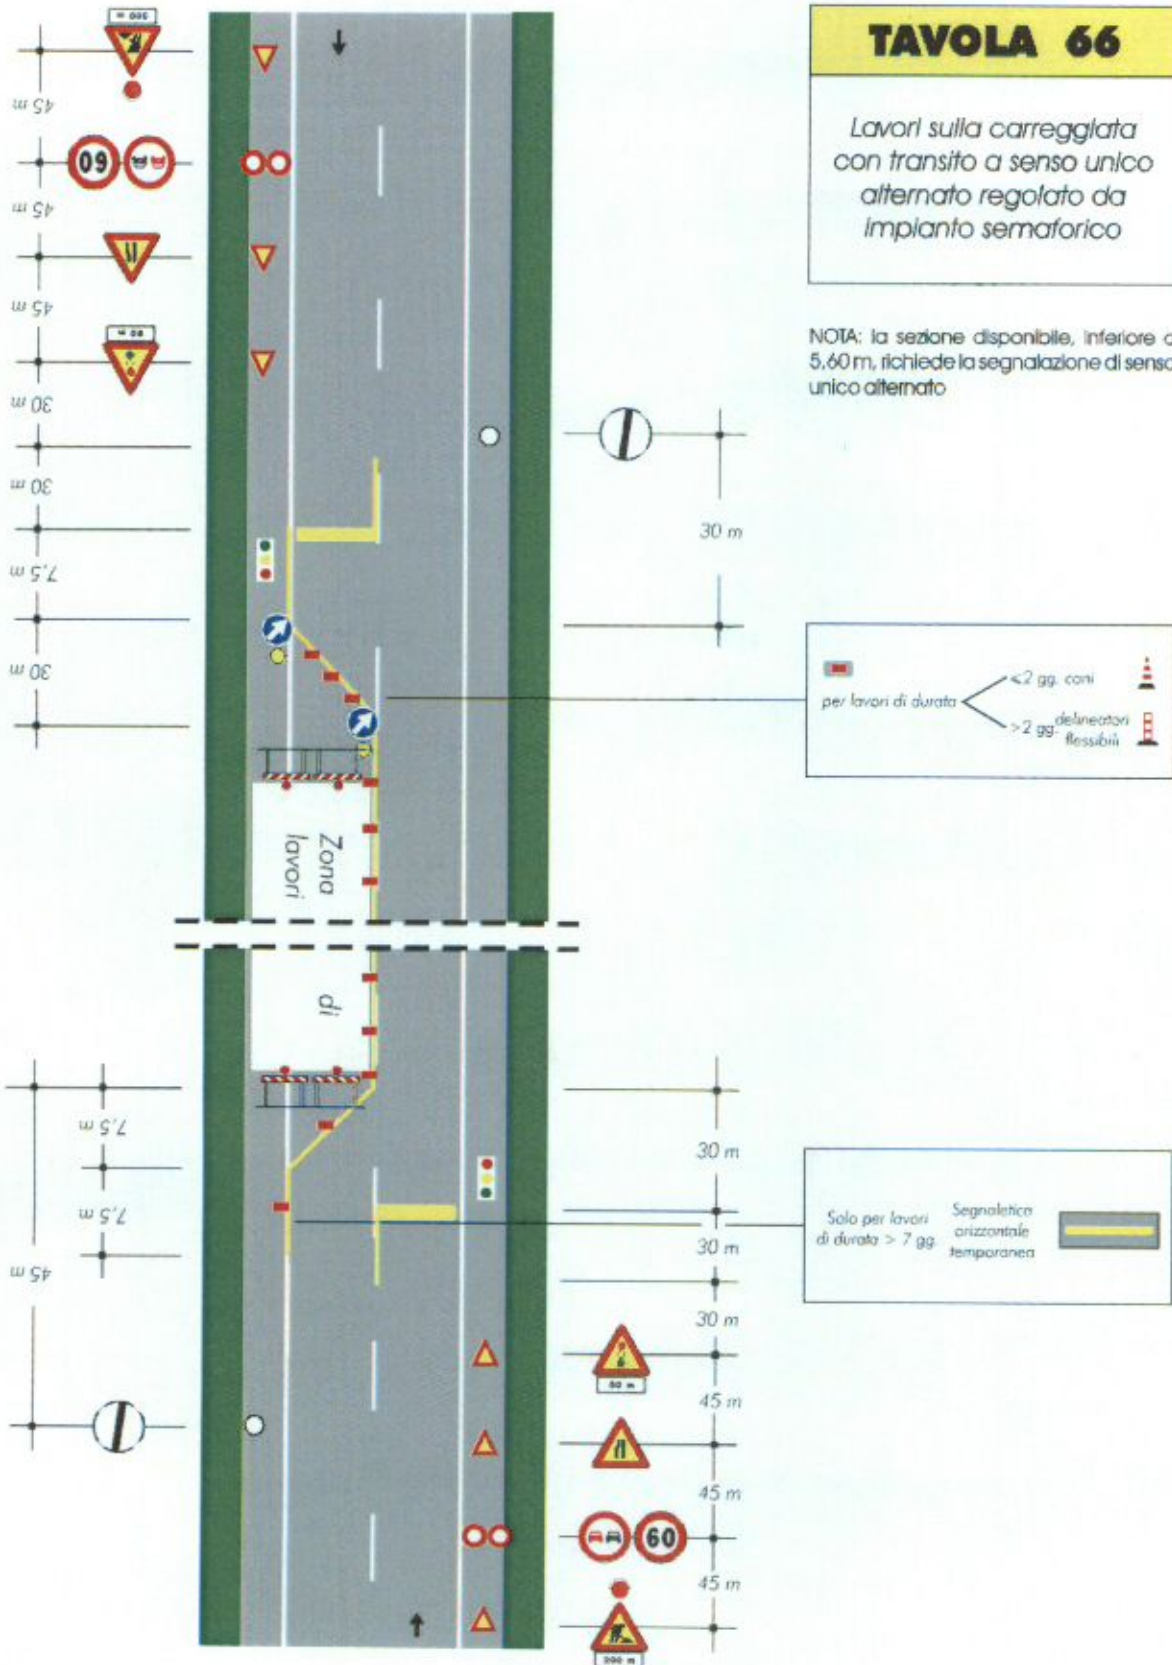 TAVOLA 66
Lavori sulla carreggiata
con transito a senso unico
alternato regolato da
impianto semaforico
NOTA: la sezione disponibile, inferiore a
5,60 m, richiede la segnalazione di senso
unico alternato
45 m
60
45 m
45 m
30 m
30 m
7,5 m
30 m
30 m
per lavori di durata
≤2 gg. coni
>2 gg. delineatori
flessibili
Zona
lavori
di
7,5 m
7,5 m
45 m
30 m
30 m
30 m
45 m
45 m
45 m
Solo per lavori
di durata > 7 gg.
Segnaletica
orizzontale
temporanea
60